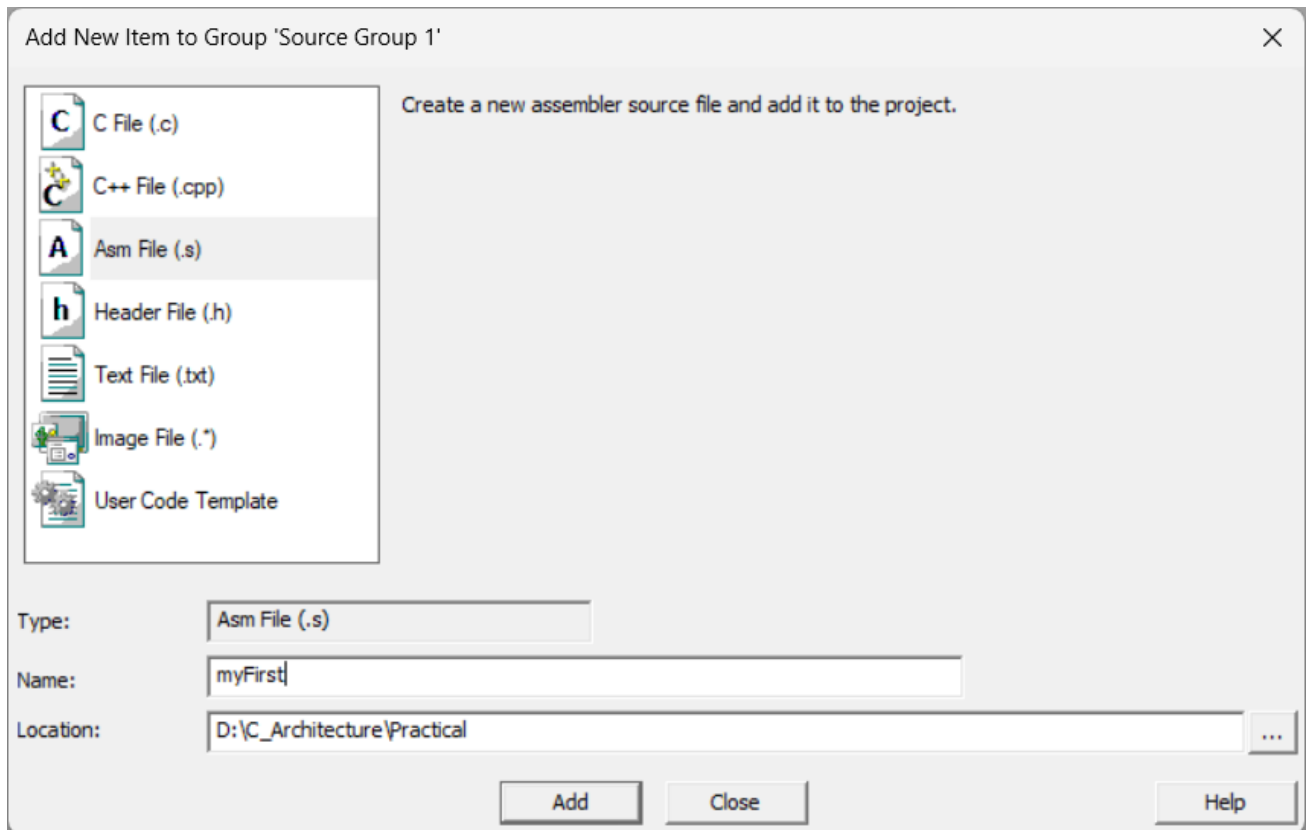 Add New Item to Group 'Source Group 1'
C
C File (.c)
Create a new assembler source file and add it to the project.
C
C++ File (.cpp)
A
Asm File (.s)
h
Header File (.h)
Text File (.txt)
Image File (.*)
User Code Template
Type:
Asm File (.s)
Name:
myFirst
Location:
D:\C_Architecture\Practical
...
Add
Close
Help